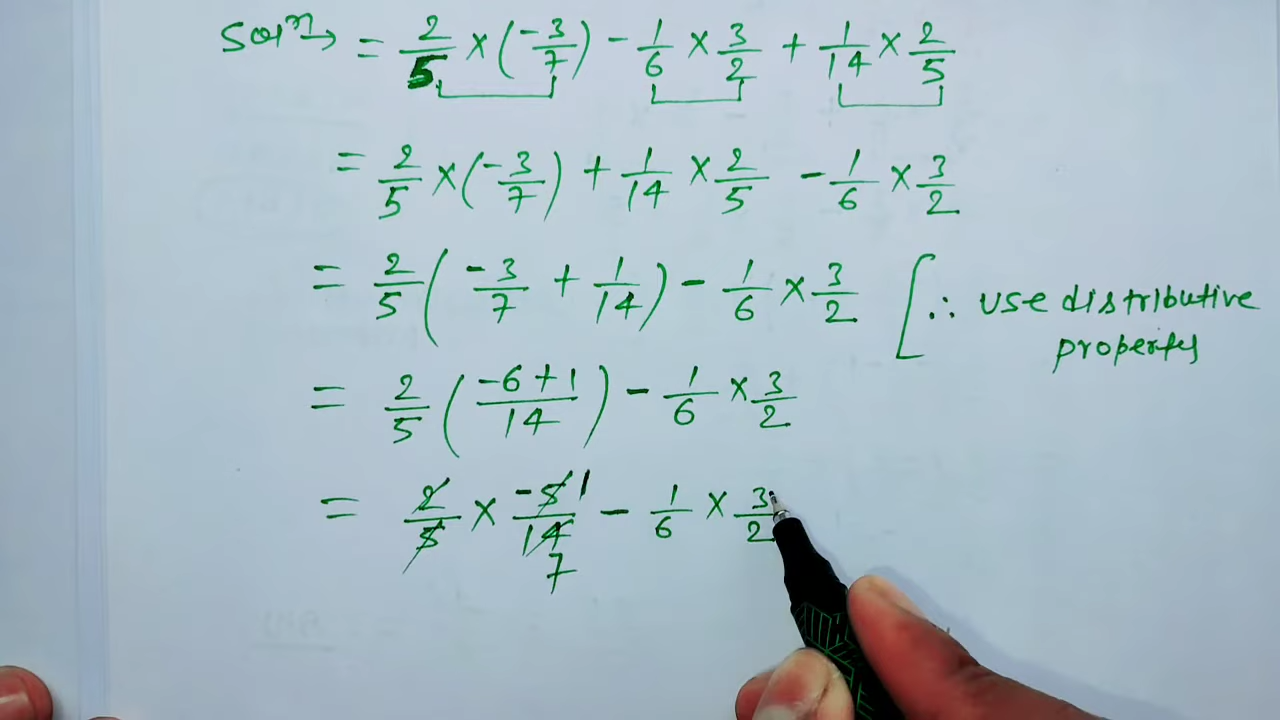 Solⁿ → = 2/5 × (-3/7) - 1/6 × 3/2 + 1/14 × 2/5
= 2/5 × (-3/7) + 1/14 × 2/5 - 1/6 × 3/2
= 2/5 ( -3/7 + 1/14 ) - 1/6 × 3/2 [∴ use distributive
properties
= 2/5 ( -6+1/14 ) - 1/6 × 3/2
= 2/5 × -5/14 1 - 1/6 × 3/2
7